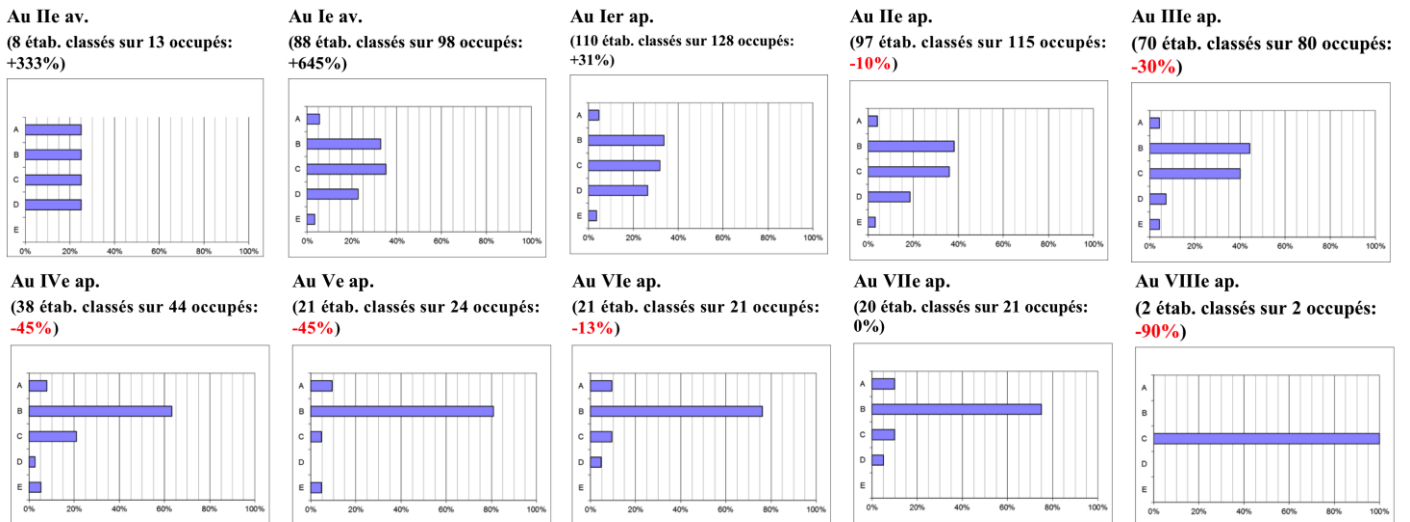 Au IIe av.
(8 étab. classés sur 13 occupés:
+333%)
A
B
C
D
E
0% 20% 40% 60% 80% 100%
Au Ie av.
(88 étab. classés sur 98 occupés:
+645%)
A
B
C
D
E
0% 20% 40% 60% 80% 100%
Au Ier ap.
(110 étab. classés sur 128 occupés:
+31%)
A
B
C
D
E
0% 20% 40% 60% 80% 100%
Au IIe ap.
(97 étab. classés sur 115 occupés:
-10%)
A
B
C
D
E
0% 20% 40% 60% 80% 100%
Au IIIe ap.
(70 étab. classés sur 80 occupés:
-30%)
A
B
C
D
E
0% 20% 40% 60% 80% 100%
Au IVe ap.
(38 étab. classés sur 44 occupés:
-45%)
A
B
C
D
E
0% 20% 40% 60% 80% 100%
Au Ve ap.
(21 étab. classés sur 24 occupés:
-45%)
A
B
C
D
E
0% 20% 40% 60% 80% 100%
Au VIe ap.
(21 étab. classés sur 21 occupés:
-13%)
A
B
C
D
E
0% 20% 40% 60% 80% 100%
Au VIIe ap.
(20 étab. classés sur 21 occupés:
0%)
A
B
C
D
E
0% 20% 40% 60% 80% 100%
Au VIIIe ap.
(2 étab. classés sur 2 occupés:
-90%)
A
B
C
D
E
0% 20% 40% 60% 80% 100%